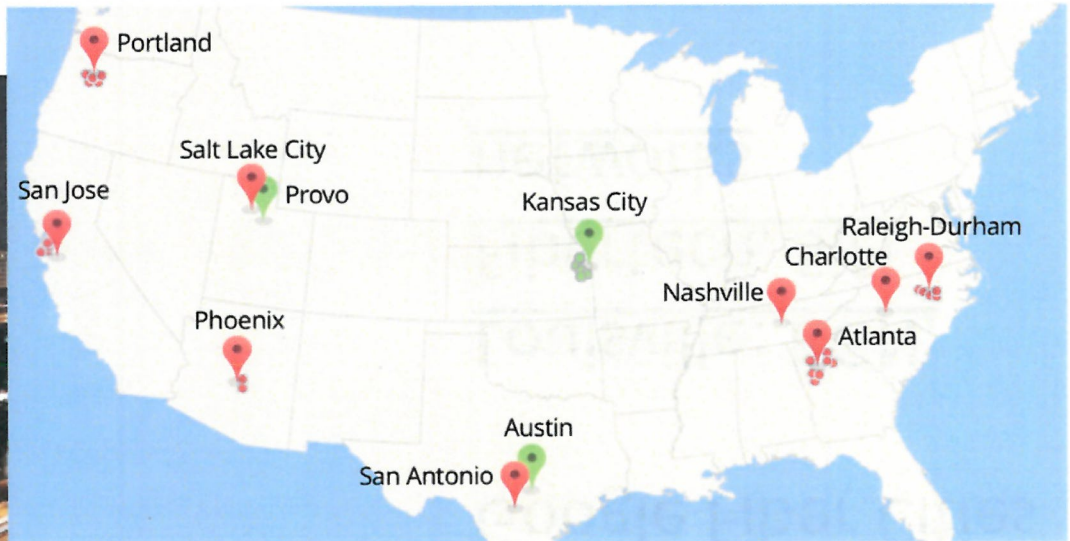 Portland
Salt Lake City
San Jose
Provo
Kansas City
Raleigh-Durham
Charlotte
Nashville
Phoenix
Atlanta
Austin
San Antonio